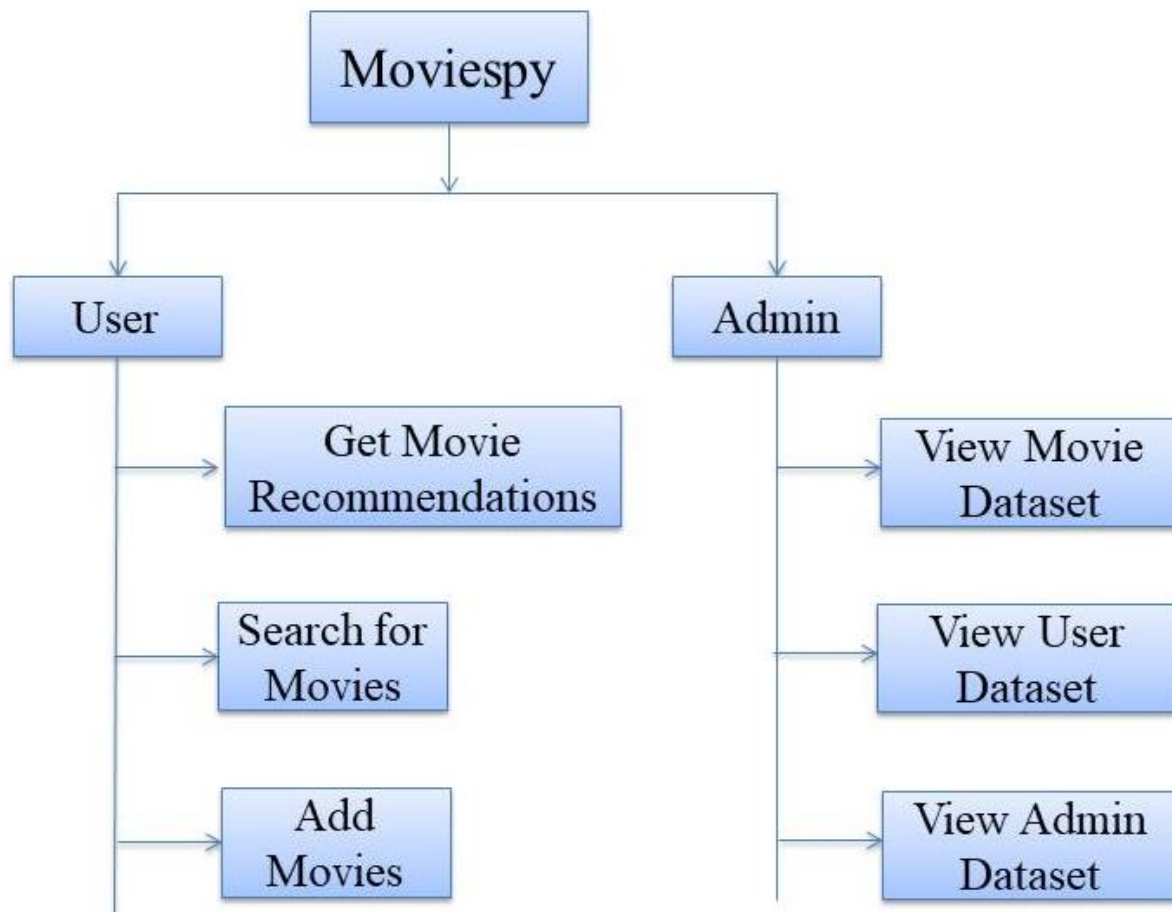 Moviespy
User
Admin
Get Movie
Recommendations
View Movie
Dataset
Search for
Movies
View User
Dataset
Add
Movies
View Admin
Dataset